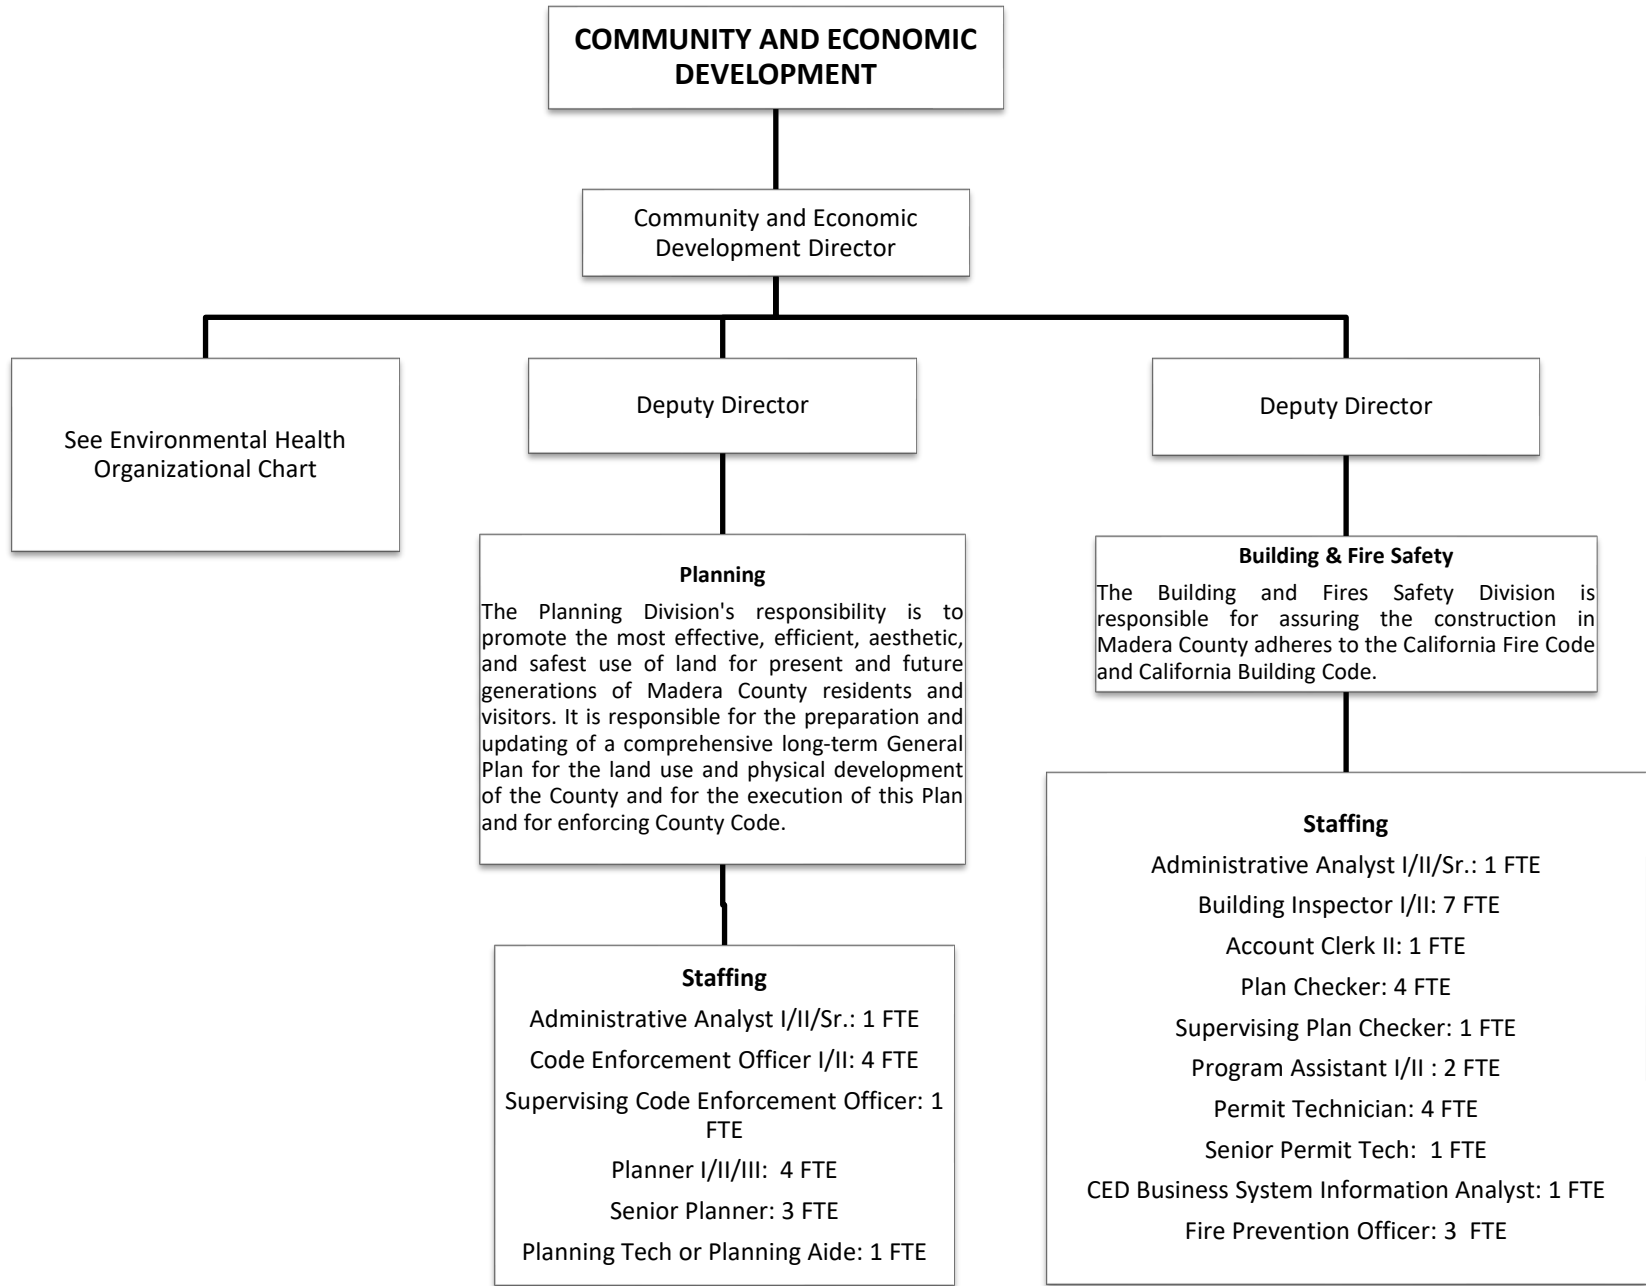 COMMUNITY AND ECONOMIC
DEVELOPMENT
Community and Economic
Development Director
See Environmental Health
Organizational Chart
Deputy Director
Planning
The Planning Division's responsibility is to
promote the most effective, efficient, aesthetic,
and safest use of land for present and future
generations of Madera County residents and
visitors. It is responsible for the preparation and
updating of a comprehensive long-term General
Plan for the land use and physical development
of the County and for the execution of this Plan
and for enforcing County Code.
Staffing
Administrative Analyst I/II/Sr.: 1 FTE
Code Enforcement Officer I/II: 4 FTE
Supervising Code Enforcement Officer: 1
FTE
Planner I/II/III: 4 FTE
Senior Planner: 3 FTE
Planning Tech or Planning Aide: 1 FTE
Deputy Director
Building & Fire Safety
The Building and Fires Safety Division is
responsible for assuring the construction in
Madera County adheres to the California Fire Code
and California Building Code.
Staffing
Administrative Analyst I/II/Sr.: 1 FTE
Building Inspector I/II: 7 FTE
Account Clerk II: 1 FTE
Plan Checker: 4 FTE
Supervising Plan Checker: 1 FTE
Program Assistant I/II : 2 FTE
Permit Technician: 4 FTE
Senior Permit Tech: 1 FTE
CED Business System Information Analyst: 1 FTE
Fire Prevention Officer: 3 FTE